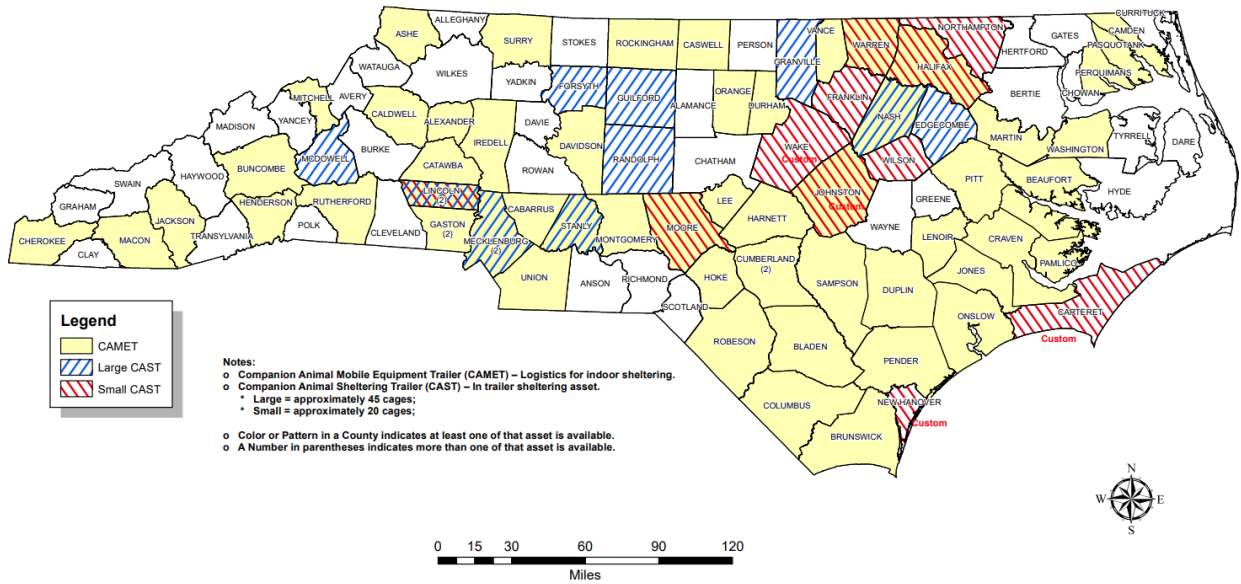 CURRITUCK
ALLEGHANY
ASHE
SURRY
STOKES
ROCKINGHAM
CASWELL
PERSON
VANCE
GRANVILLE
WARREN
NORTHAMPTON
GATES
CAMDEN
PASQUOTANK
HERTFORD
HALIFAX
PERQUIMANS
WATAUGA
WILKES
YADKIN
FORSYTH
GUILFORD
ALAMANCE
ORANGE
DURHAM
FRANKLIN
BERTIE
CHOWAN
MITCHELL
AVERY
CALDWELL
ALEXANDER
DAVIE
NASH
EDGECOMBE
MADISON
YANCEY
IREDELL
DAVIDSON
RANDOLPH
WAKE
Custom
MARTIN
WASHINGTON
TYRRELL
DARE
BURKE
MCDOWELL
CATAWBA
ROWAN
CHATHAM
WILSON
SWAIN
HAYWOOD
BUNCOMBE
PITT
BEAUFORT
HYDE
GRAHAM
JACKSON
HENDERSON
RUTHERFORD
LINCOLN
(2)
CABARRUS
LEE
JOHNSTON
Custom
GREENE
CHEROKEE
MACON
TRANSYLVANIA
POLK
CLEVELAND
GASTON
(2)
MECKLENBURG
(2)
STANLY
MONTGOMERY
MOORE
HARNETT
WAYNE
LENOIR
CRAVEN
PAMLICO
CLAY
UNION
ANSON
RICHMOND
HOKE
CUMBERLAND
(2)
SAMPSON
DUPLIN
JONES
SCOTLAND
ONSLOW
CARTERET
Custom
ROBESON
BLADEN
PENDER
COLUMBUS
NEW HANOVER
Custom
BRUNSWICK
Legend
CAMET
Large CAST
Small CAST
Notes:
o Companion Animal Mobile Equipment Trailer (CAMET) – Logistics for indoor sheltering.
o Companion Animal Sheltering Trailer (CAST) – In trailer sheltering asset.
* Large = approximately 45 cages;
* Small = approximately 20 cages;
o Color or Pattern in a County indicates at least one of that asset is available.
o A Number in parentheses indicates more than one of that asset is available.
N
W E
S
0 15 30 60 90 120
Miles